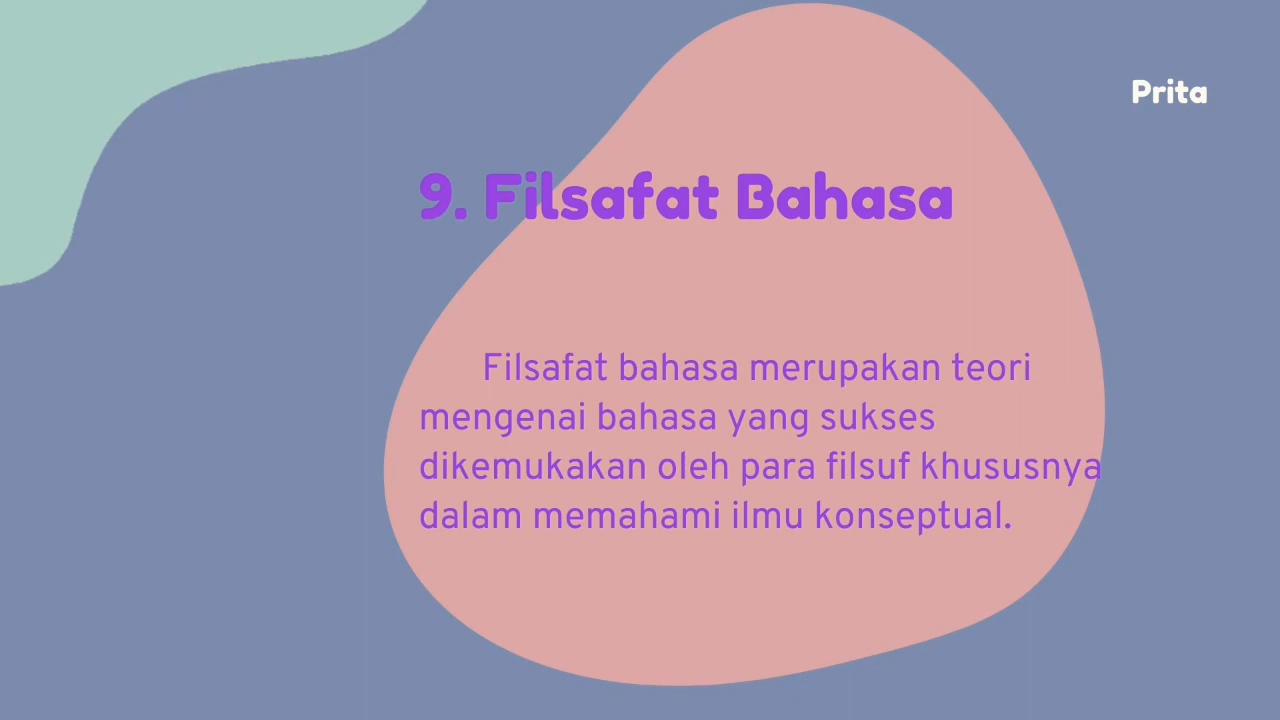 Prita
9. Filsafat Bahasa
Filsafat bahasa merupakan teori
mengenai bahasa yang sukses
dikemukakan oleh para filsuf khususnya
dalam memahami ilmu konseptual.